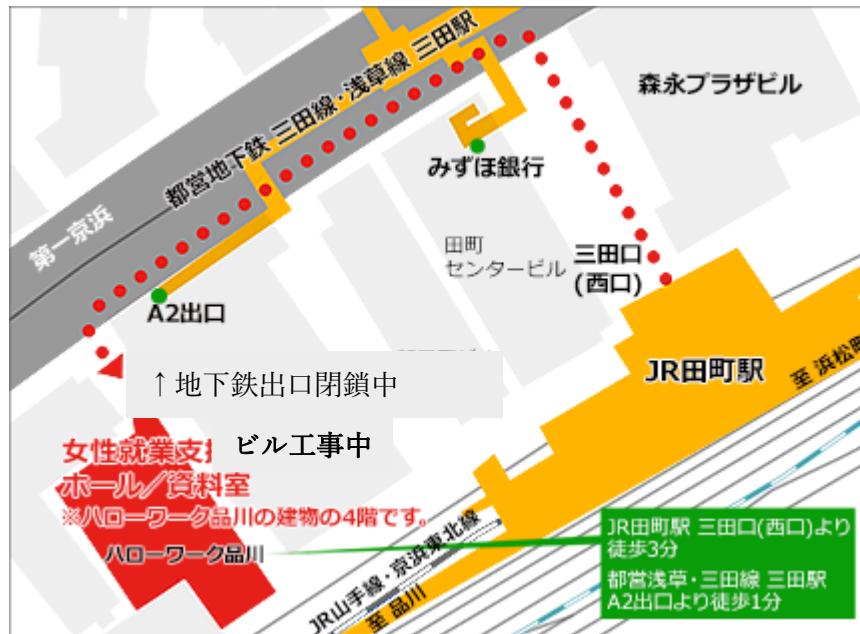 都営地下鉄 三田線・浅草線 三田駅
森永プラザビル
みずほ銀行
第一京浜
田町
センタービル
三田口
(西口)
A2出口
JR田町駅
至 浜松町
↑地下鉄出口閉鎖中
ビル工事中
女性就業支
ホール／資料室
※ハローワーク品川の建物の4階です。
ハローワーク品川
JR山手線・京浜東北線
至 品川
JR田町駅 三田口(西口)より
徒歩3分
都営浅草・三田線 三田駅
A2出口より徒歩1分